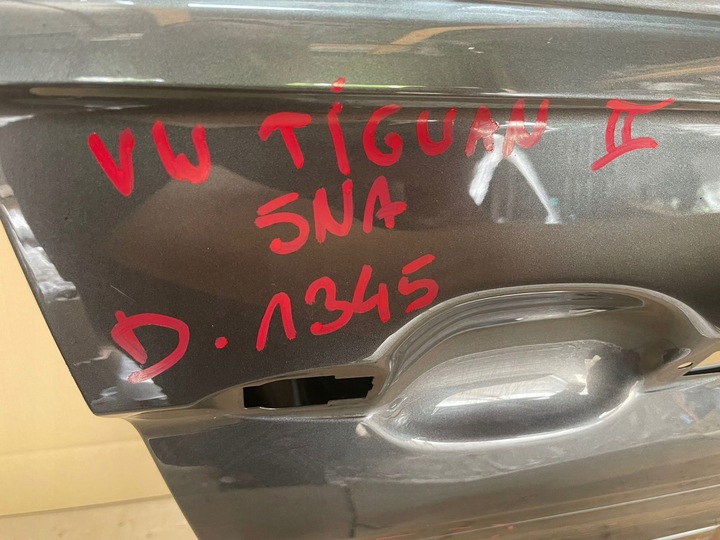 VW TİGUAN II
5NA
D. 1345